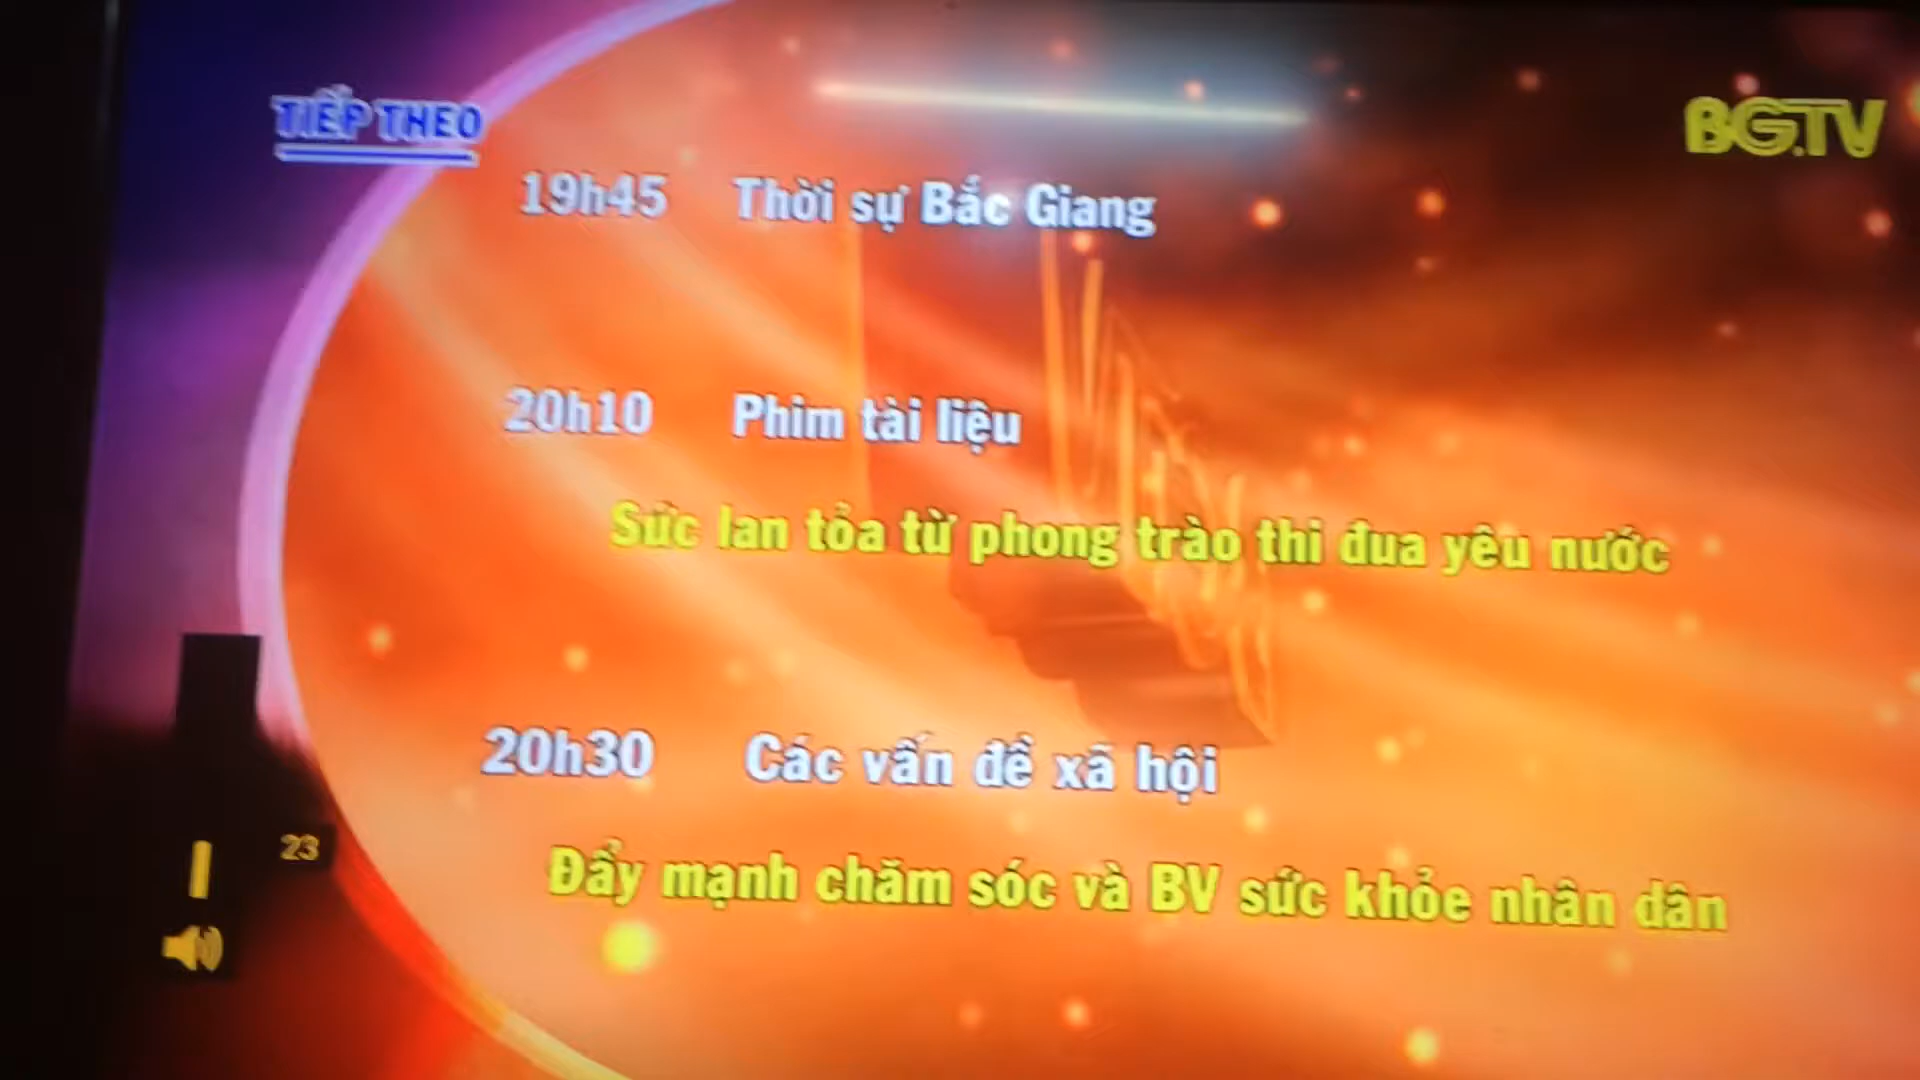 TIẾP THEO
BGTV
19h45 Thời sự Bắc Giang
20h10 Phim tài liệu
Sức lan tỏa từ phong trào thi đua yêu nước
20h30 Các vấn đề xã hội
Đẩy mạnh chăm sóc và BV sức khỏe nhân dân
23